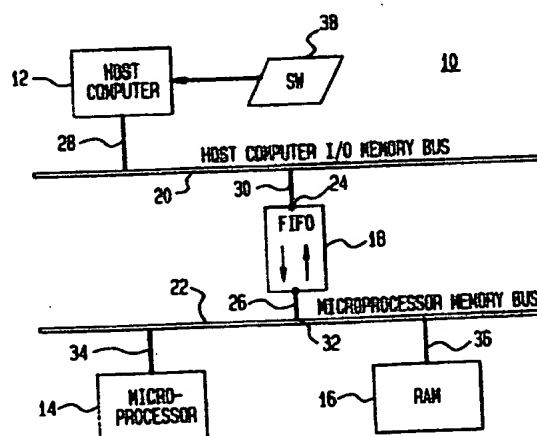 38
12
HOST
COMPUTER
SW
10
28
HOST COMPUTER I/O MEMORY BUS
20
30
24
FIFO
18
22
26
MICROPROCESSOR MEMORY BUS
34
32
36
14
MICRO-
PROCESSOR
16
RAM